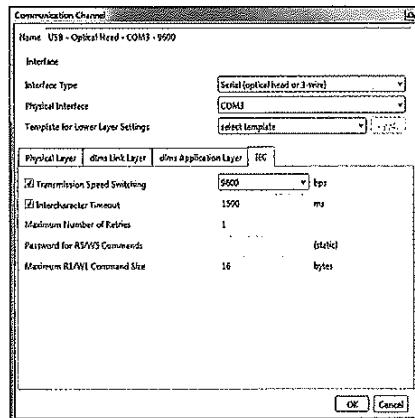 Communication Channel
Name USB - Optical Head - COM3 - 9600
Interface
Interface Type Serial (optical head or 3-wire)
Physical Interface COM3
Template for Lower Layer Settings select template
Physical Layer dlms Link Layer dlms Application Layer IEC
Transmission Speed Switching 9600 bps
Intercharacter Timeout 1500 ms
Maximum Number of Retries 1
Password for R5/W5 Commands (static)
Maximum R1/W1 Command Size 16 bytes
OK Cancel